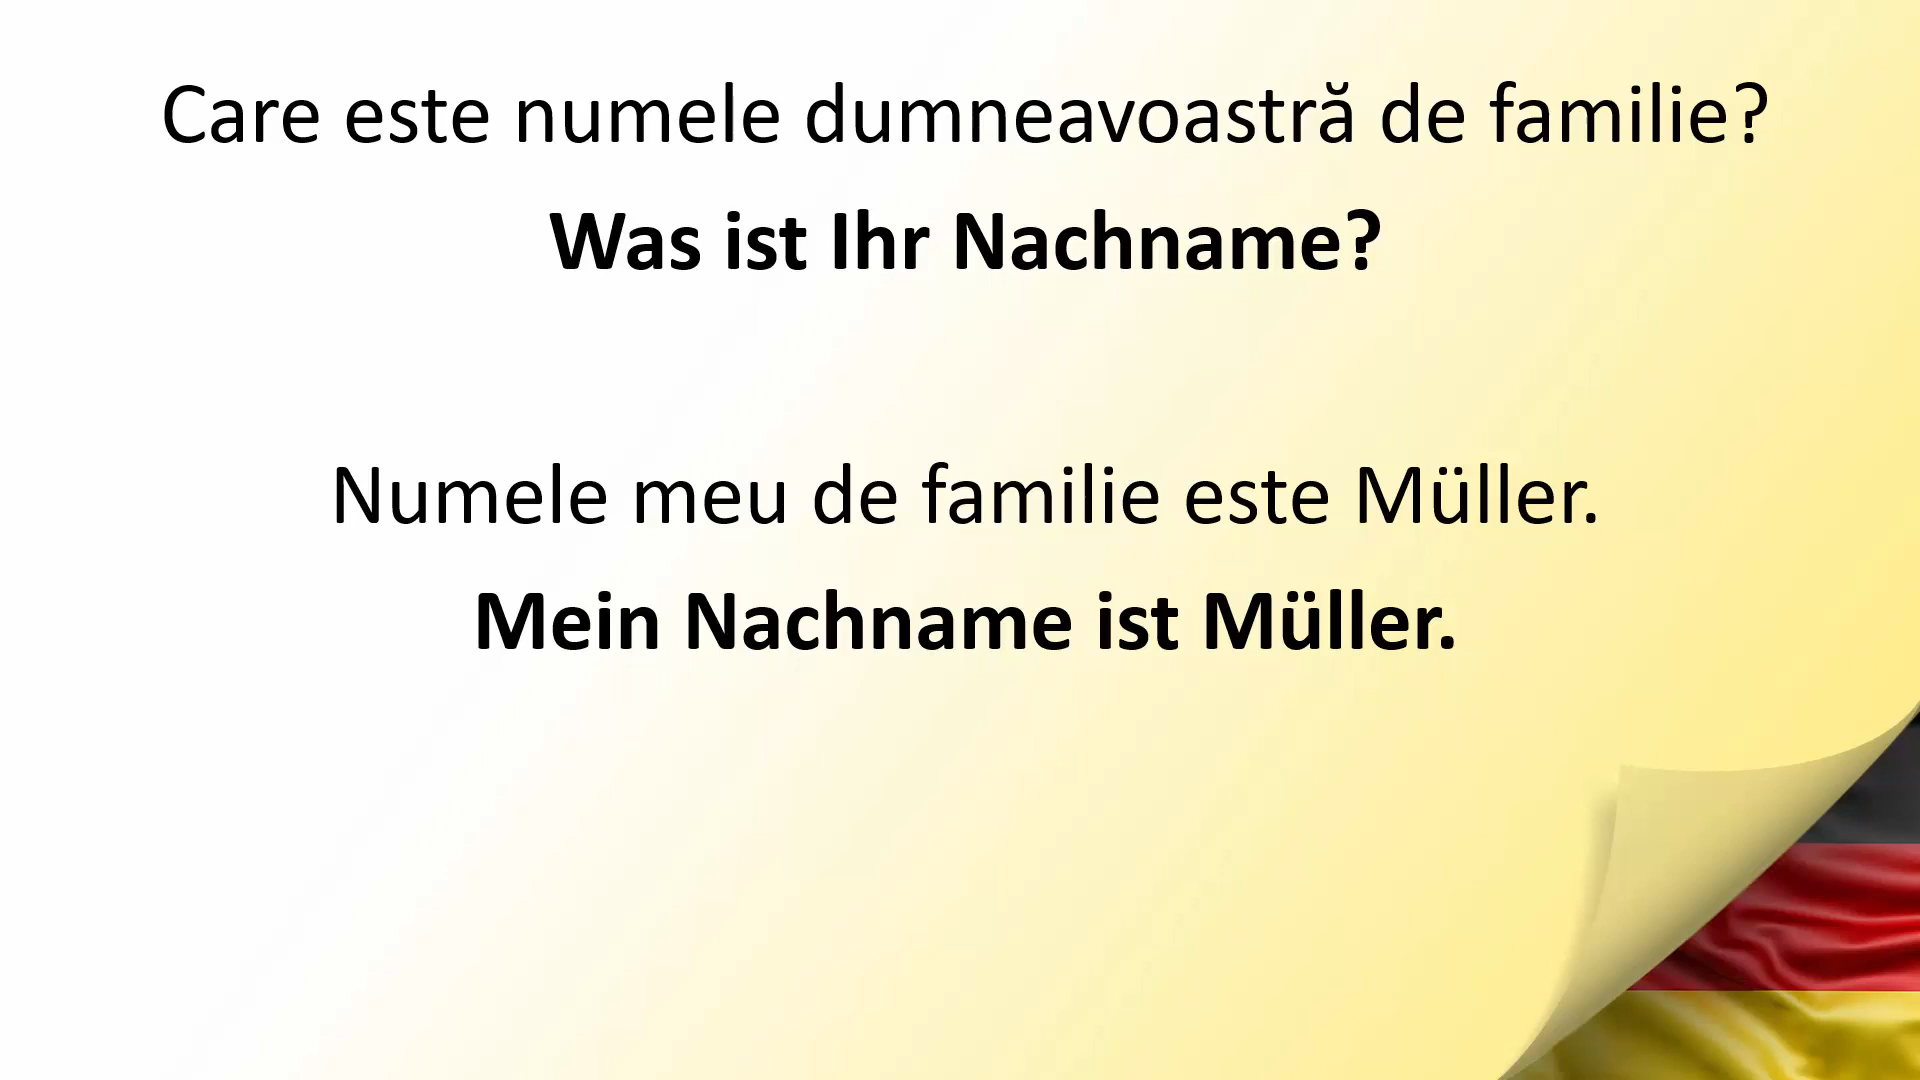 Care este numele dumneavoastră de familie?
Was ist Ihr Nachname?
Numele meu de familie este Müller.
Mein Nachname ist Müller.